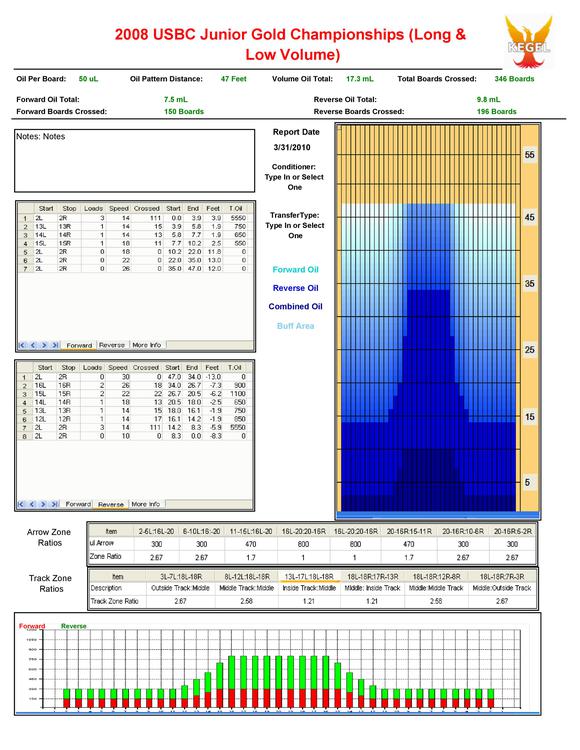 2008 USBC Junior Gold Championships (Long &
Low Volume)
KEGEL
Oil Per Board: 50 uL Oil Pattern Distance: 47 Feet Volume Oil Total: 17.3 mL Total Boards Crossed: 346 Boards
Forward Oil Total: 7.5 mL Reverse Oil Total: 9.8 mL
Forward Boards Crossed: 150 Boards Reverse Boards Crossed: 196 Boards
Notes: Notes
Report Date
3/31/2010
Conditioner:
Type In or Select
One
TransferType:
Type In or Select
One
Forward Oil
Reverse Oil
Combined Oil
Buff Area
55
45
35
25
15
5
Start Stop Loads Speed Crossed Start End Feet T.Oil
1 2L 2R 3 14 111 0.0 3.9 3.9 5550
2 13L 13R 1 14 15 3.9 5.8 1.9 750
3 14L 14R 1 14 13 5.8 7.7 1.9 650
4 15L 15R 1 18 11 7.7 10.2 2.5 550
5 2L 2R 0 18 0 10.2 22.0 11.8 0
6 2L 2R 0 22 0 22.0 35.0 13.0 0
7 2L 2R 0 26 0 35.0 47.0 12.0 0
Forward Reverse More Info
Start Stop Loads Speed Crossed Start End Feet T.Oil
1 2L 2R 0 30 0 47.0 34.0 -13.0 0
2 16L 16R 2 26 18 34.0 26.7 -7.3 900
3 15L 15R 2 22 22 26.7 20.5 -6.2 1100
4 14L 14R 1 18 13 20.5 18.0 -2.5 650
5 13L 13R 1 14 15 18.0 16.1 -1.9 750
6 12L 12R 1 14 17 16.1 14.2 -1.9 850
7 2L 2R 3 14 111 14.2 8.3 -5.9 5550
8 2L 2R 0 10 0 8.3 0.0 -8.3 0
Forward Reverse More Info
Arrow Zone
Ratios
Item 2-5L:16L-20 6-10L:16L-20 11-15L:16L-20 16L-20:20-16R 16L-20:20-16R 20-16R:15-11R 20-16R:10-6R 20-16R:6-2R
ul Arrow 300 300 470 800 800 470 300 300
Zone Ratio 2.67 2.67 1.7 1 1 1.7 2.67 2.67
Track Zone
Ratios
Item 3L-7L:18L-18R 8L-12L:18L-18R 13L-17L:18L-18R 18L-18R:17R-13R 18L-18R:12R-8R 18L-18R:7R-3R
Description Outside Track:Middle Middle Track:Middle Inside Track:Middle Middle: Inside Track Middle:Middle Track Middle:Outside Track
Track Zone Ratio 2.67 2.58 1.21 1.21 2.58 2.67
Forward Reverse